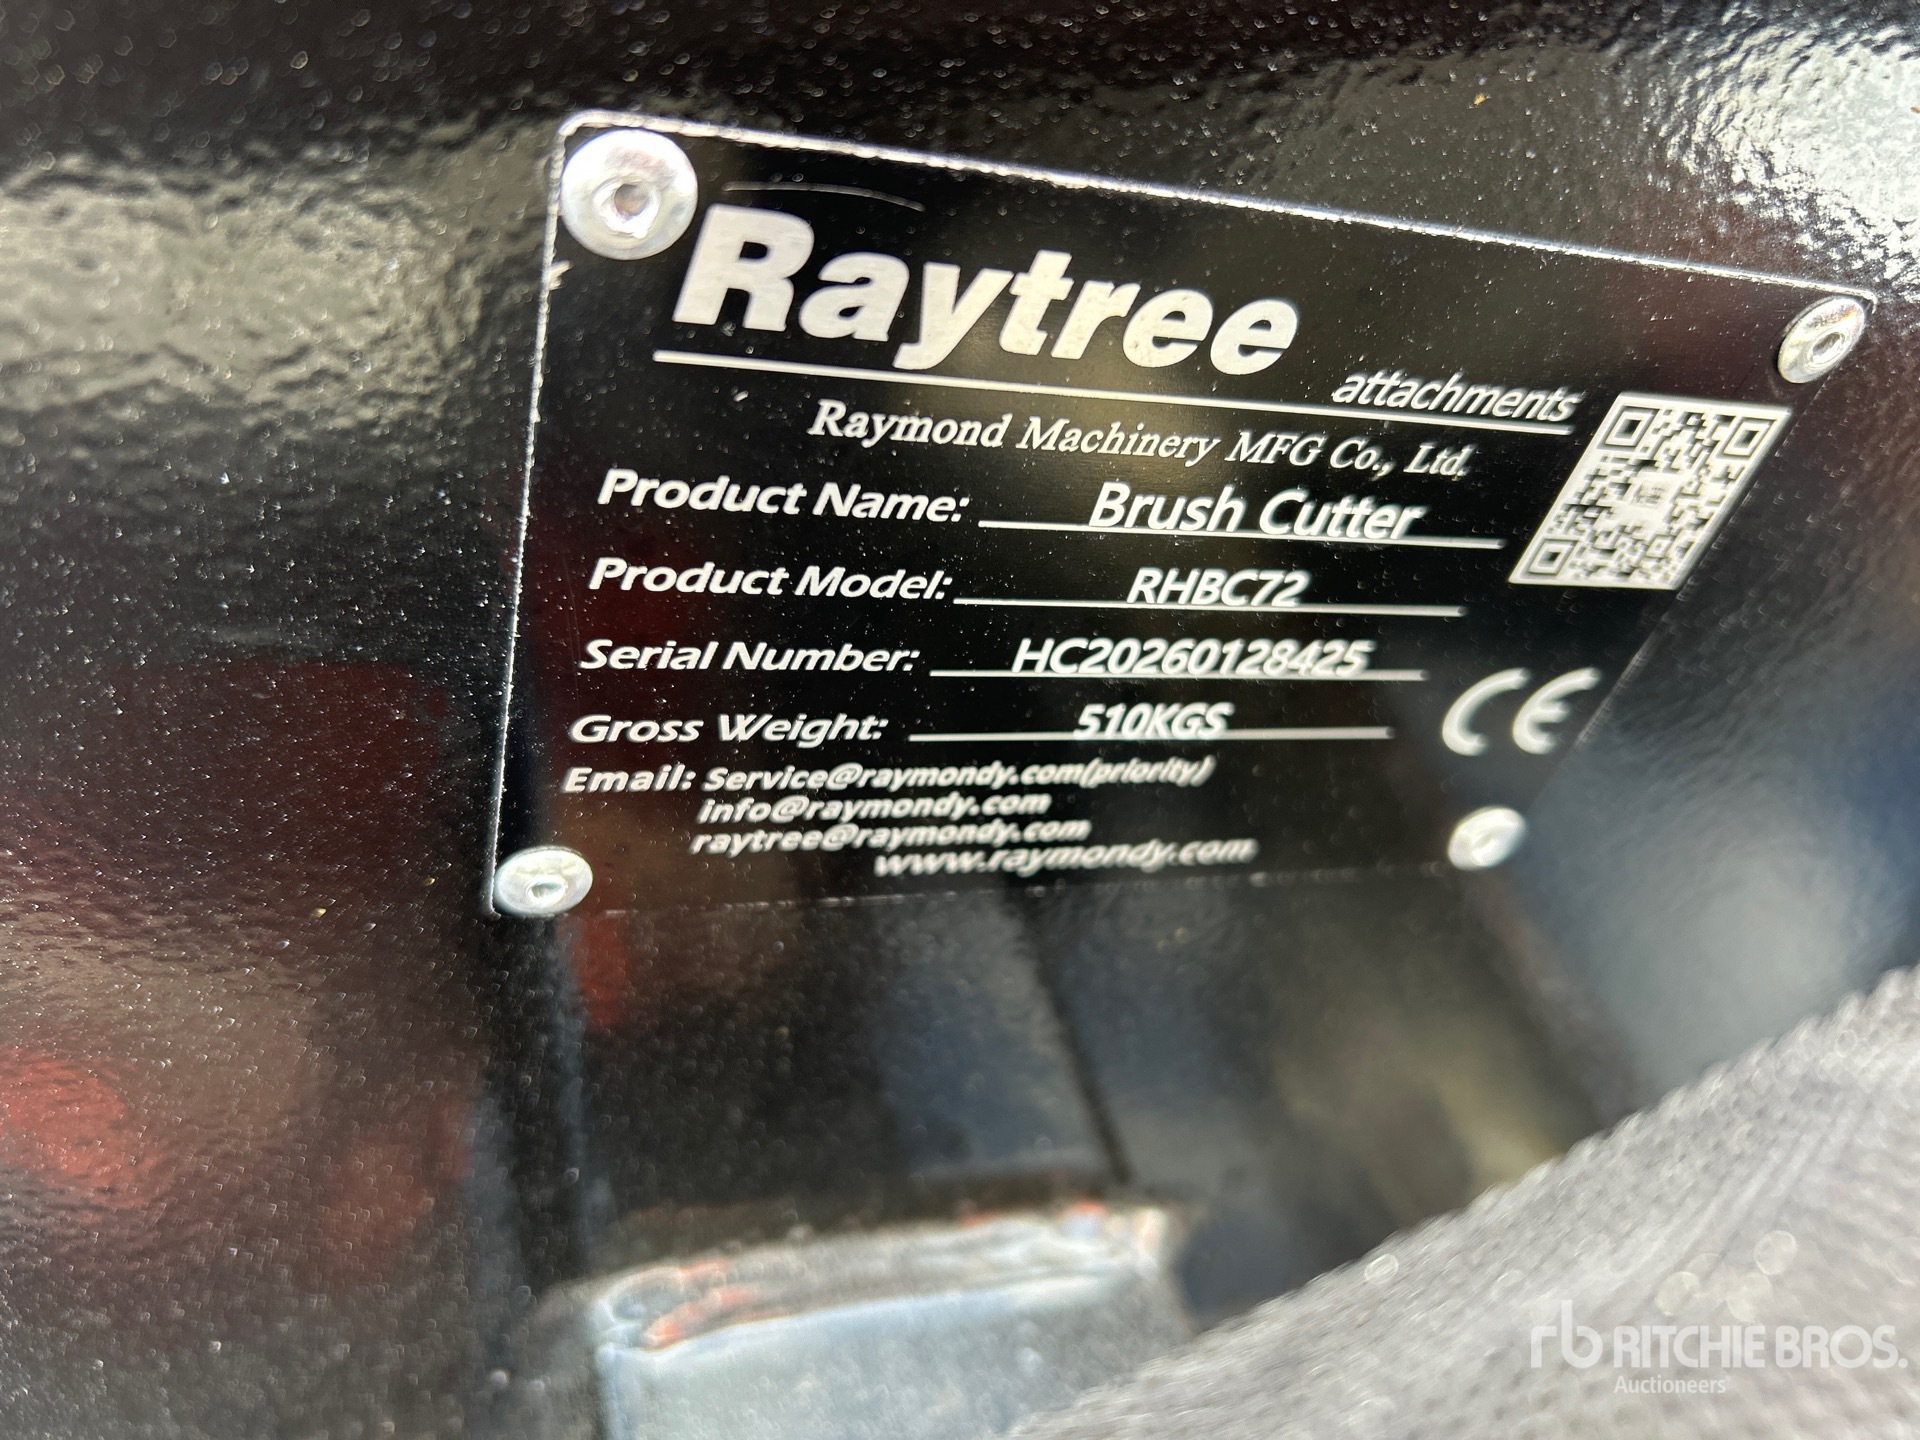 Raytree
attachments
Raymond Machinery MFG Co., Ltd.
Product Name: Brush Cutter
Product Model: RHBC72
Serial Number: HC20260128425
Gross Weight: 510KGS
CE
Email: Service@raymondy.com(priority)
info@raymondy.com
raytree@raymondy.com
www.raymondy.com
rb RITCHIE BROS.
Auctioneers